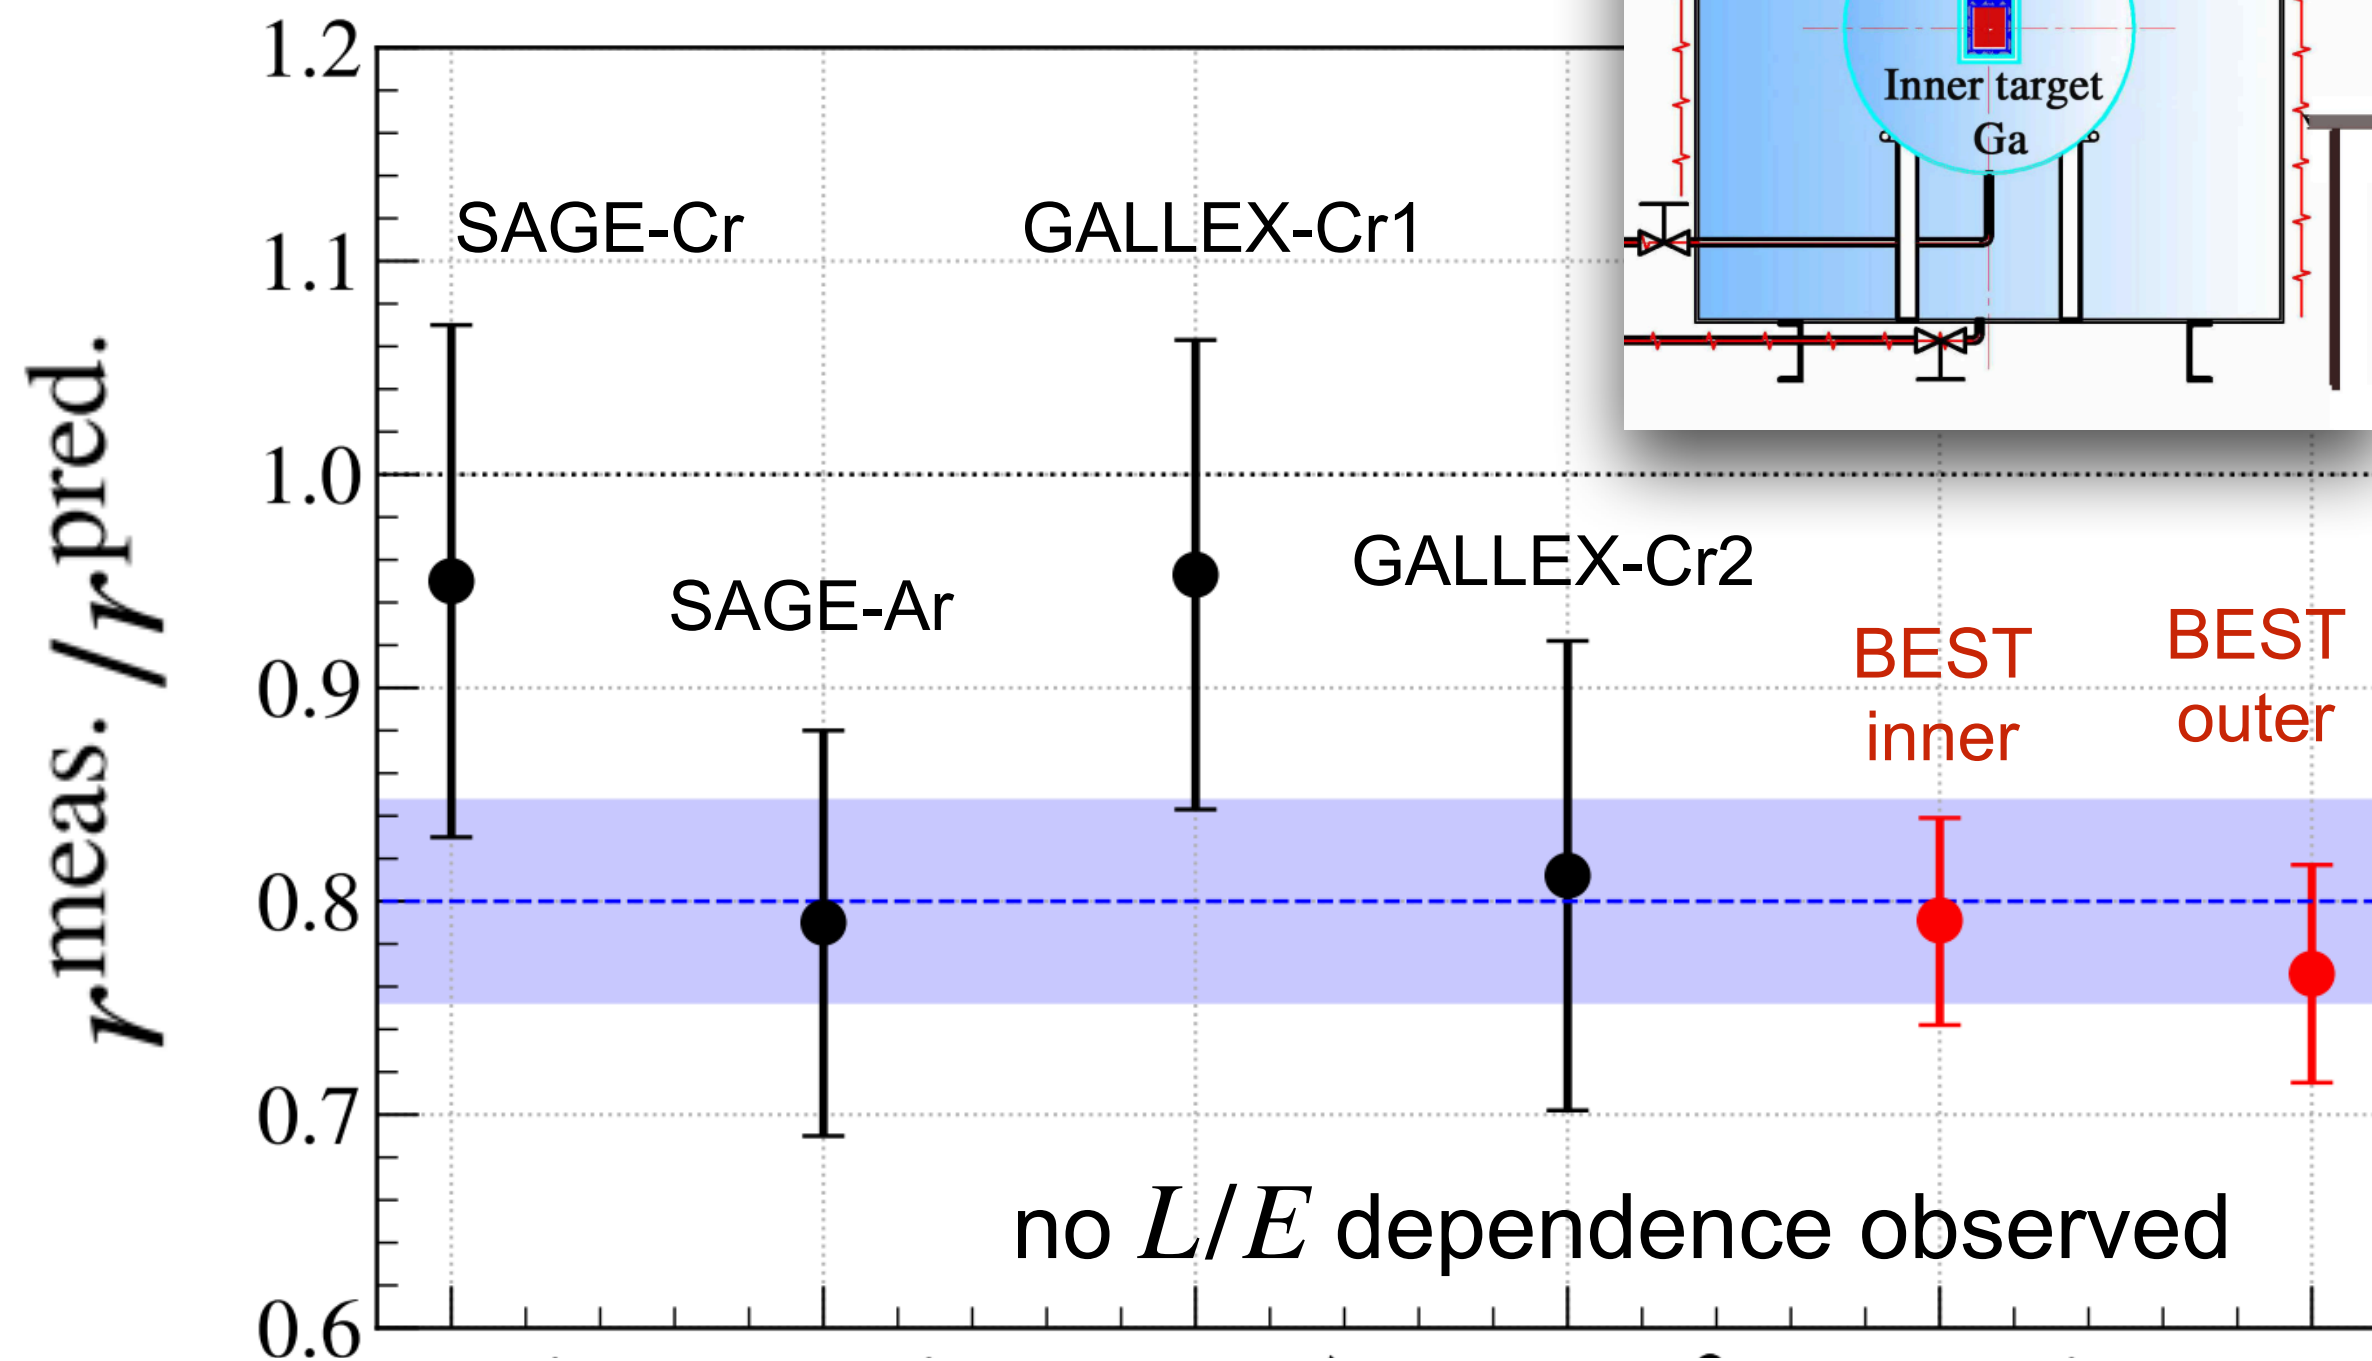 1.2
Inner target
Ga
SAGE-Cr
GALLEX-Cr1
1.1
1.0
GALLEX-Cr2
SAGE-Ar
BEST
inner
BEST
outer
0.9
0.8
0.7
no L/E dependence observed
0.6
r meas. / r pred.